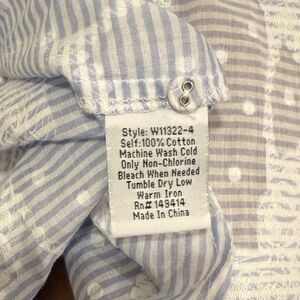 Style: W11322-4
Self:100% Cotton
Machine Wash Cold
Only Non-Chlorine
Bleach When Needed
Tumble Dry Low
Warm Iron
Rn# 149414
Made In China